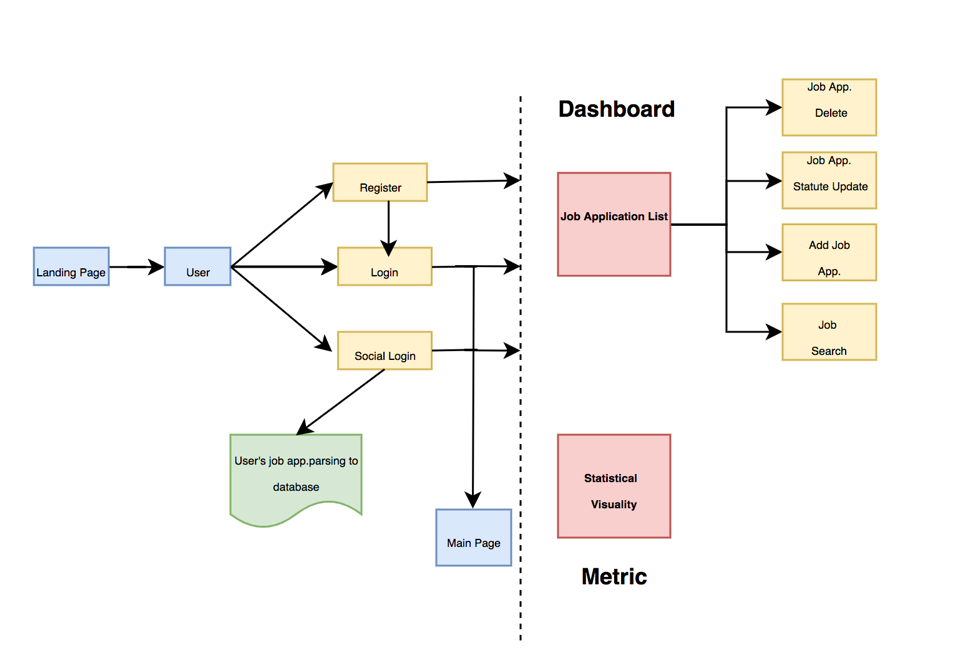 Dashboard
Job App.
Delete
Job App.
Statute Update
Register
Job Application List
Add Job
App.
Landing Page
User
Login
Job
Search
Social Login
User's job app.parsing to
database
Statistical
Visuality
Main Page
Metric